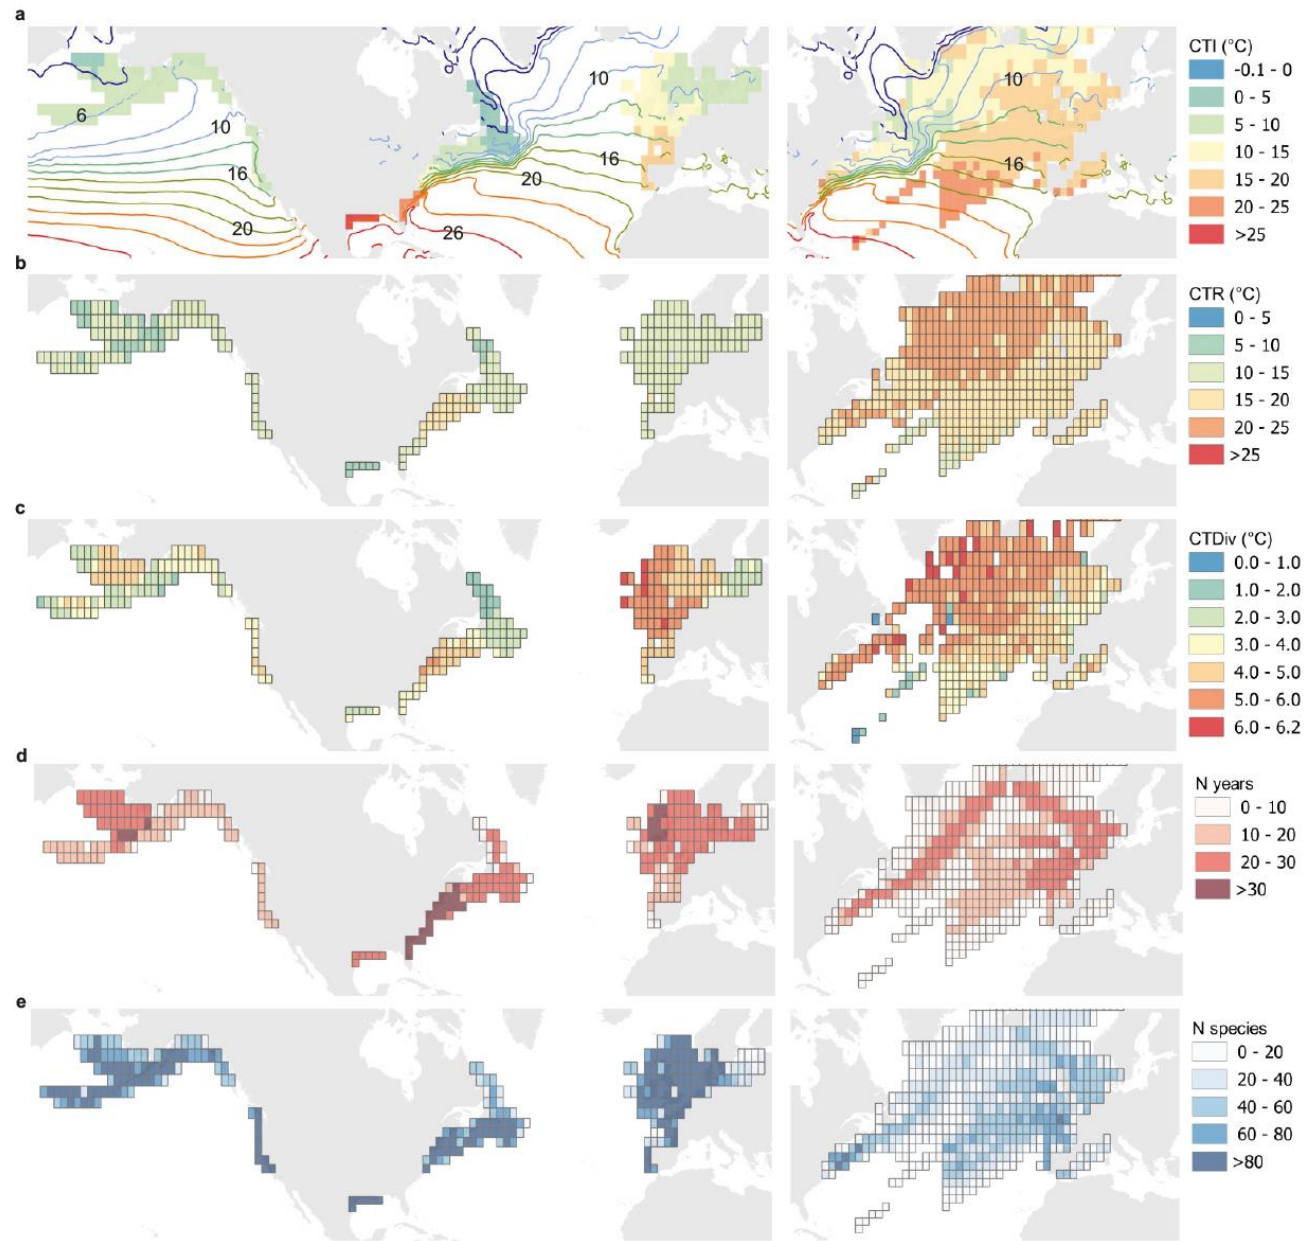 a
CTI (°C)
-0.1 - 0
0 - 5
5 - 10
10 - 15
15 - 20
20 - 25
>25
6
10
16
20
10
16
20
26
10
16
b
CTR (°C)
0 - 5
5 - 10
10 - 15
15 - 20
20 - 25
>25
c
CTDiv (°C)
0.0 - 1.0
1.0 - 2.0
2.0 - 3.0
3.0 - 4.0
4.0 - 5.0
5.0 - 6.0
6.0 - 6.2
d
N years
0 - 10
10 - 20
20 - 30
>30
e
N species
0 - 20
20 - 40
40 - 60
60 - 80
>80